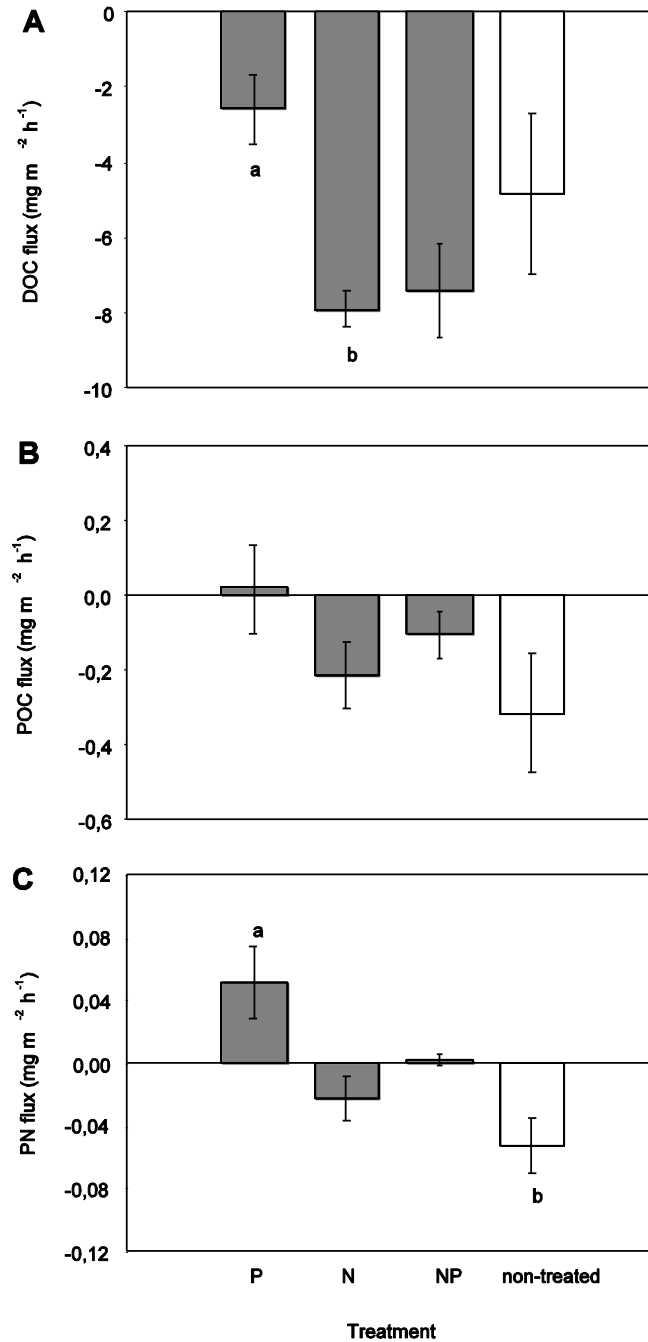 A
0
-2
-4
-6
-8
-10
DOC flux (mg m -2 h-1)
a
b
B
0,4
0,2
0,0
-0,2
-0,4
-0,6
POC flux (mg m -2 h-1)
C
0,12
0,08
0,04
0,00
-0,04
-0,08
-0,12
PN flux (mg m -2 h-1)
a
b
P N NP non-treated
Treatment